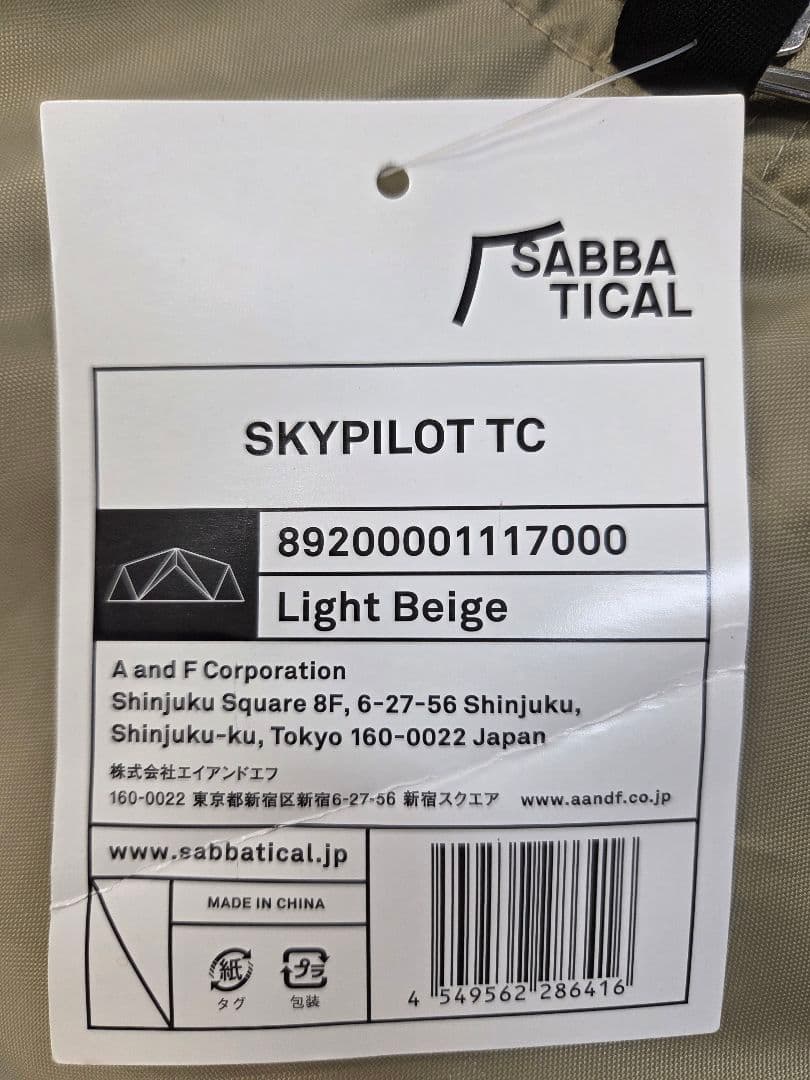 SABBA
TICAL
SKYPILOT TC
89200001117000
Light Beige
A and F Corporation
Shinjuku Square 8F, 6-27-56 Shinjuku,
Shinjuku-ku, Tokyo 160-0022 Japan
株式会社エイアンドエフ
160-0022 東京都新宿区新宿6-27-56 新宿スクエア www.aandf.co.jp
www.sabbatical.jp
MADE IN CHINA
紙 プラ
タグ 包装
4 549562 286416